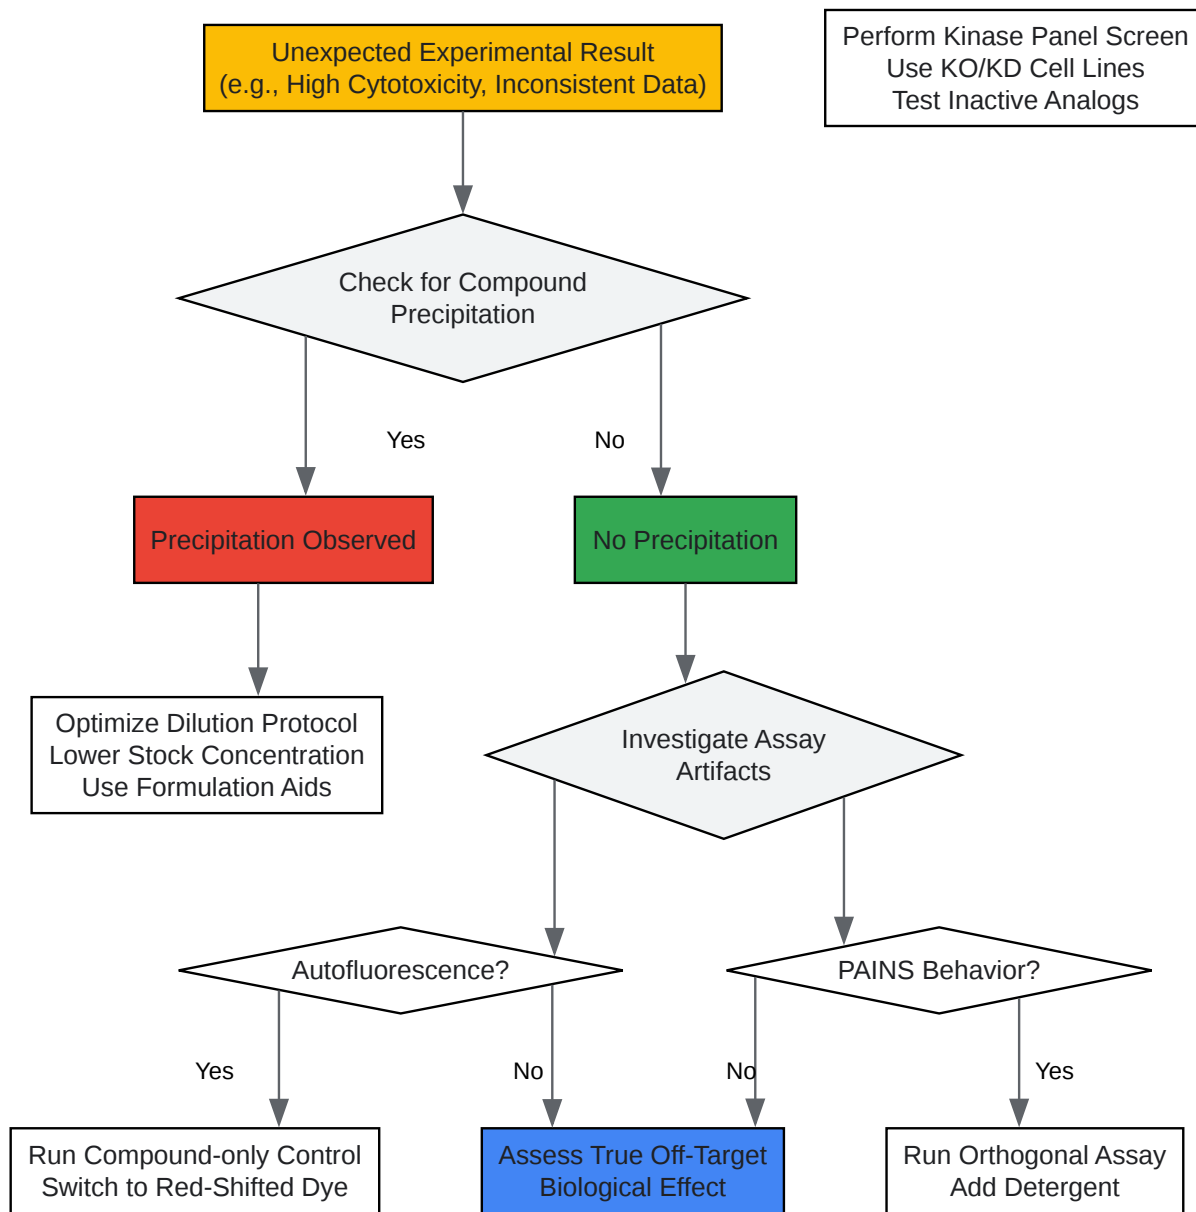 Unexpected Experimental Result
(e.g., High Cytotoxicity, Inconsistent Data)
Perform Kinase Panel Screen
Use KO/KD Cell Lines
Test Inactive Analogs
Check for Compound
Precipitation
Yes
No
Precipitation Observed
No Precipitation
Optimize Dilution Protocol
Lower Stock Concentration
Use Formulation Aids
Investigate Assay
Artifacts
Autofluorescence?
PAINS Behavior?
Yes
No
No
Yes
Run Compound-only Control
Switch to Red-Shifted Dye
Assess True Off-Target
Biological Effect
Run Orthogonal Assay
Add Detergent